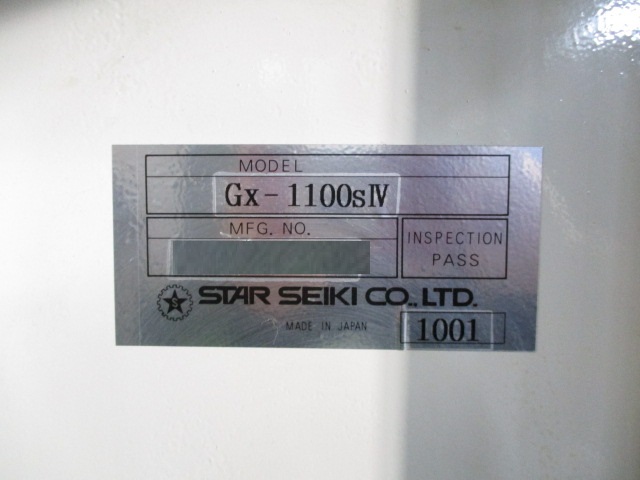 MODEL
Gx-1100sⅣ
MFG. NO.
INSPECTION
PASS
S
STAR SEIKI CO., LTD.
MADE IN JAPAN
1001